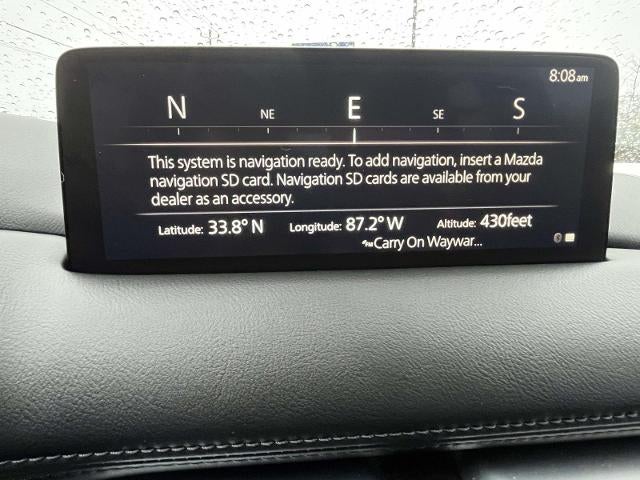 8:08am
N NE E SE S
This system is navigation ready. To add navigation, insert a Mazda
navigation SD card. Navigation SD cards are available from your
dealer as an accessory.
Latitude: 33.8° N Longitude: 87.2° W Altitude: 430feet
Carry On Waywar...